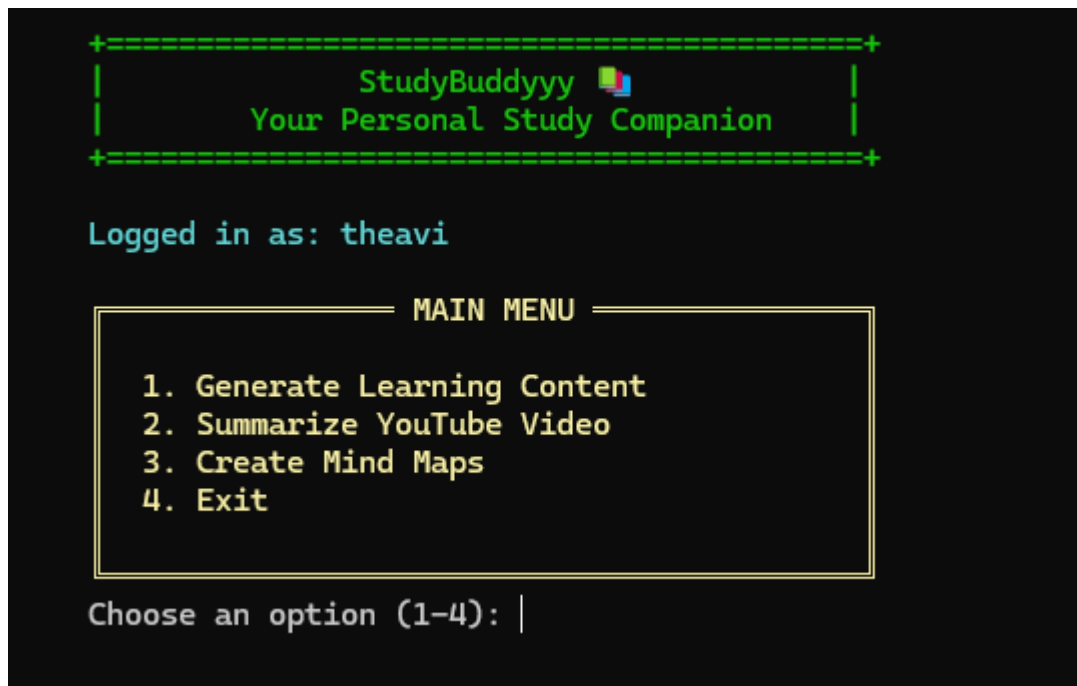 StudyBuddyyy 📚
Your Personal Study Companion
Logged in as: theavi
MAIN MENU
1. Generate Learning Content
2. Summarize YouTube Video
3. Create Mind Maps
4. Exit
Choose an option (1-4):